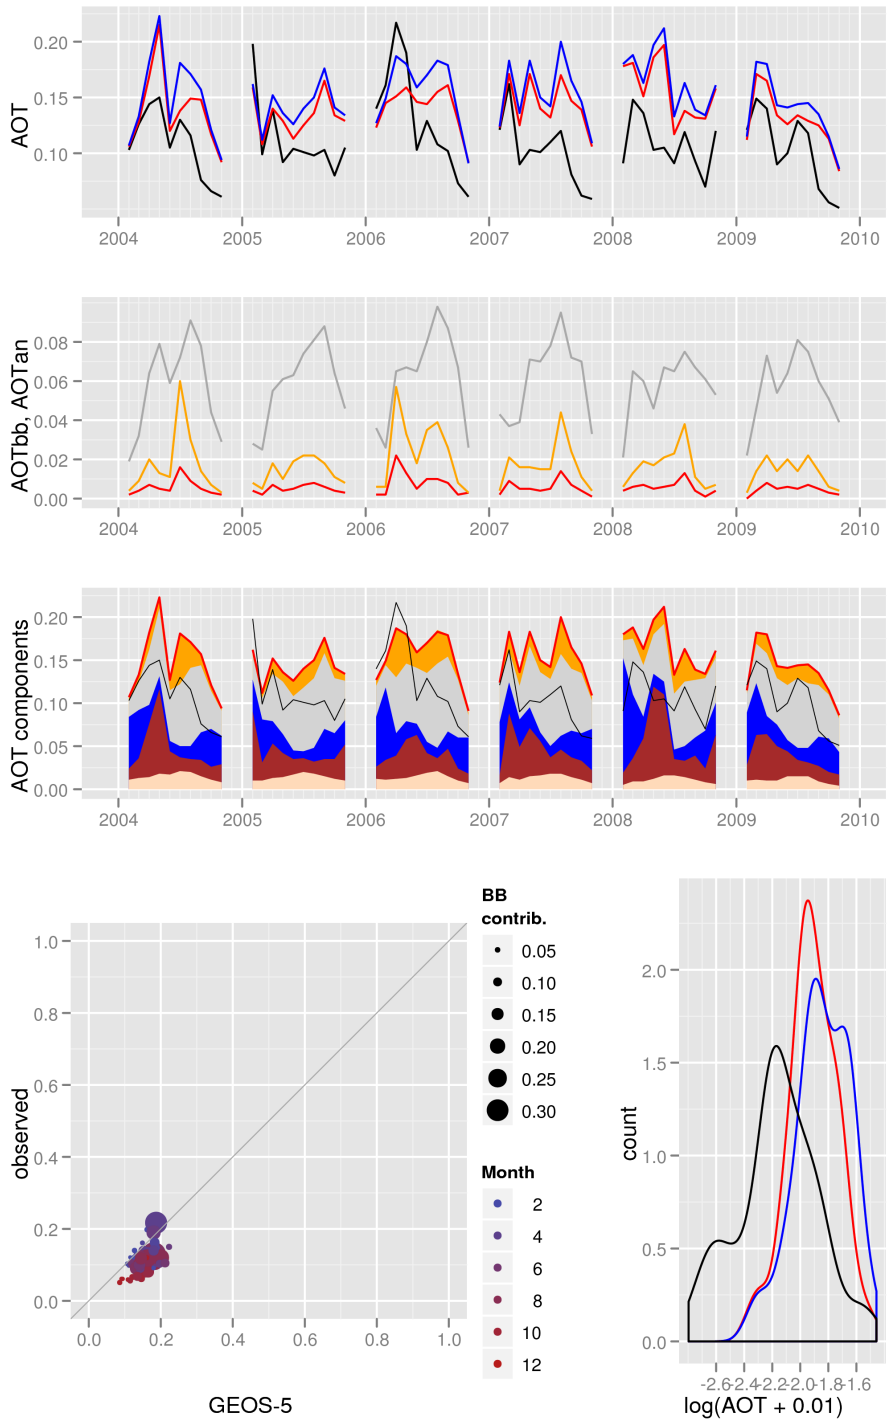 AOT
0.20
0.15
0.10
2004 2005 2006 2007 2008 2009 2010
AOTbb, AOTan
0.08
0.06
0.04
0.02
0.00
2004 2005 2006 2007 2008 2009 2010
AOT components
0.20
0.15
0.10
0.05
0.00
2004 2005 2006 2007 2008 2009 2010
observed
1.0
0.8
0.6
0.4
0.2
0.0
0.0 0.2 0.4 0.6 0.8 1.0
GEOS-5
BB
contrib.
0.05
0.10
0.15
0.20
0.25
0.30
Month
2
4
6
8
10
12
count
2.0
1.5
1.0
0.5
0.0
-2.6 -2.4 -2.2 -2.0 -1.8 -1.6
log(AOT + 0.01)